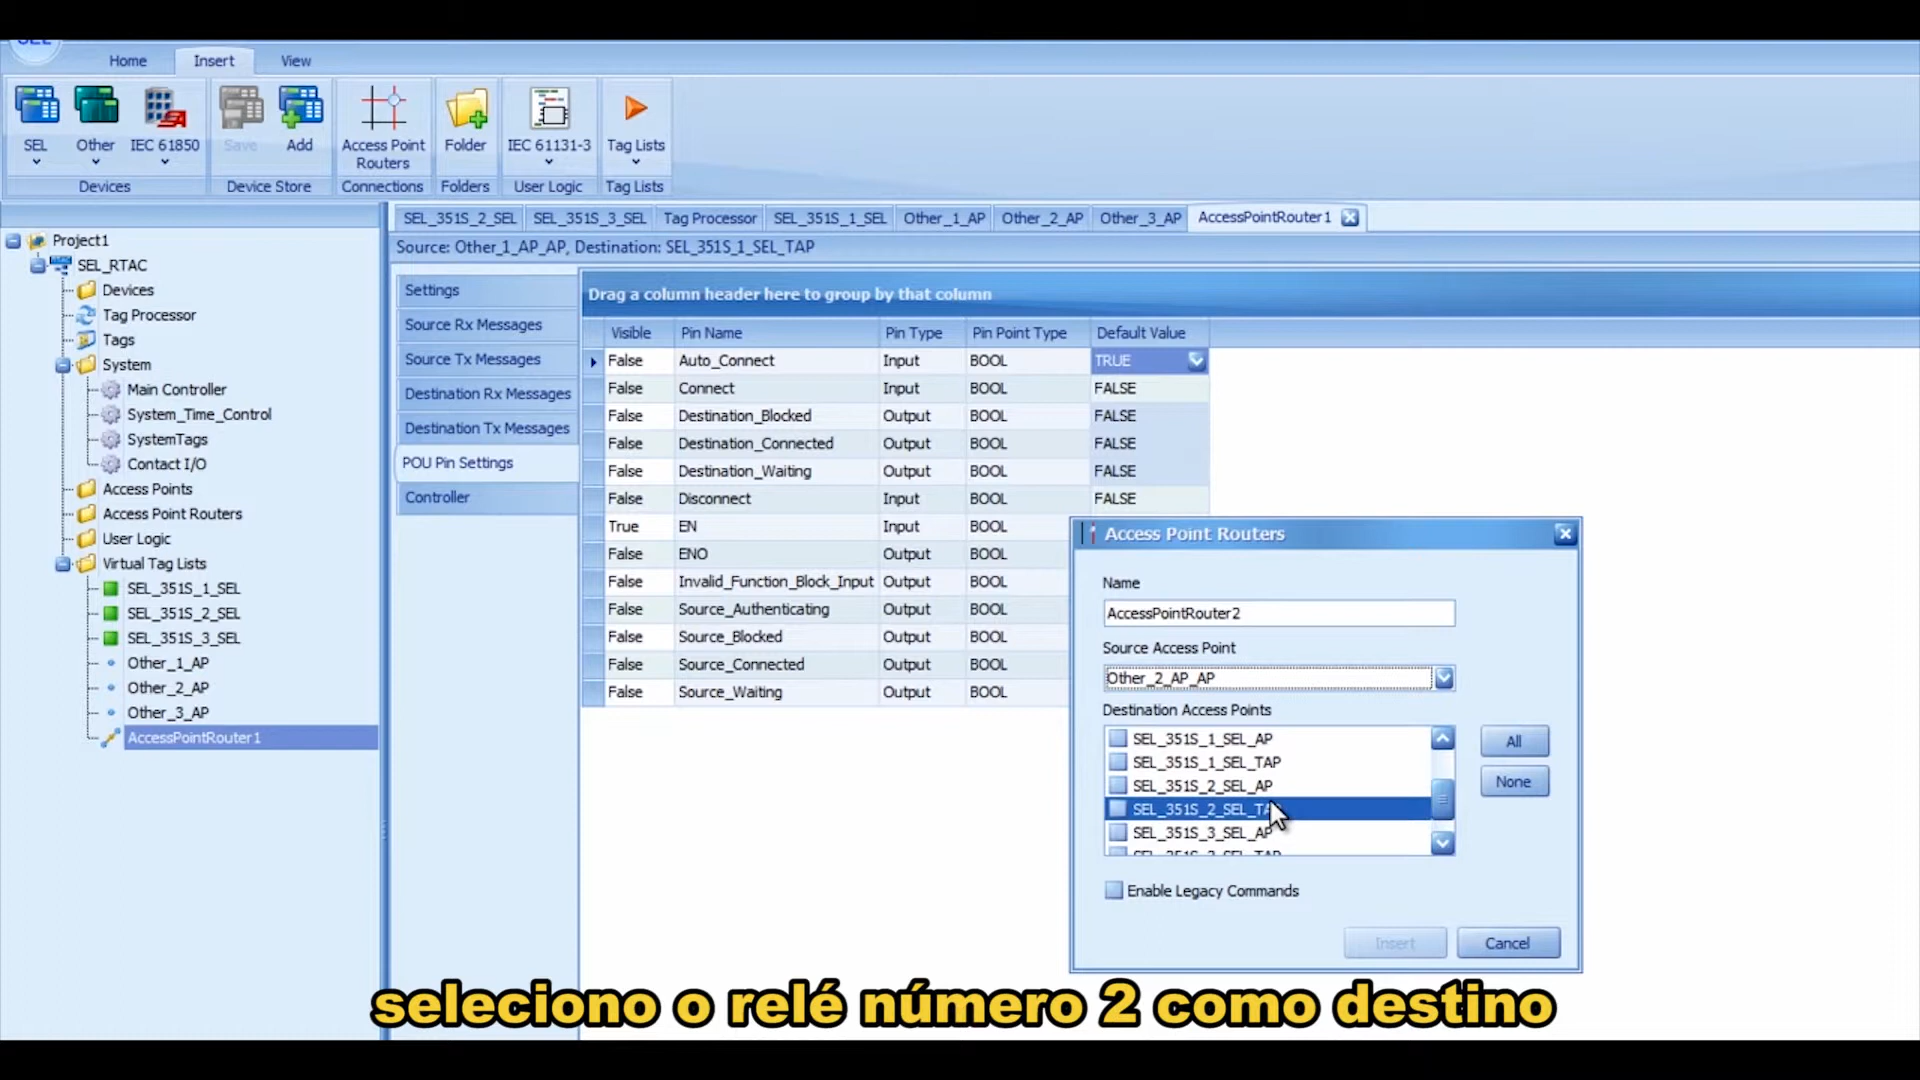 SEL
Home Insert View
SEL Other IEC 61850 Save Add Access Point Routers Folder IEC 61131-3 Tag Lists
Devices Device Store Connections Folders User Logic Tag Lists
SEL_351S_2_SEL SEL_351S_3_SEL Tag Processor SEL_351S_1_SEL Other_1_AP Other_2_AP Other_3_AP AccessPointRouter1
Source: Other_1_AP_AP, Destination: SEL_351S_1_SEL_TAP
Project1
SEL_RTAC
Devices
Tag Processor
Tags
System
Main Controller
System_Time_Control
SystemTags
Contact I/O
Access Points
Access Point Routers
User Logic
Virtual Tag Lists
SEL_351S_1_SEL
SEL_351S_2_SEL
SEL_351S_3_SEL
Other_1_AP
Other_2_AP
Other_3_AP
AccessPointRouter1
Settings
Source Rx Messages
Source Tx Messages
Destination Rx Messages
Destination Tx Messages
POU Pin Settings
Controller
Drag a column header here to group by that column
Visible Pin Name Pin Type Pin Point Type Default Value
False Auto_Connect Input BOOL TRUE
False Connect Input BOOL FALSE
False Destination_Blocked Output BOOL FALSE
False Destination_Connected Output BOOL FALSE
False Destination_Waiting Output BOOL FALSE
False Disconnect Input BOOL FALSE
True EN Input BOOL
False ENO Output BOOL
False Invalid_Function_Block_Input Output BOOL
False Source_Authenticating Output BOOL
False Source_Blocked Output BOOL
False Source_Connected Output BOOL
False Source_Waiting Output BOOL
Access Point Routers
Name
AccessPointRouter2
Source Access Point
Other_2_AP_AP
Destination Access Points
SEL_351S_1_SEL_AP
SEL_351S_1_SEL_TAP
SEL_351S_2_SEL_AP
SEL_351S_2_SEL_TAP
SEL_351S_3_SEL_AP
SEL_351S_3_SEL_TAP
All
None
Enable Legacy Commands
Insert Cancel
seleciono o relé número 2 como destino